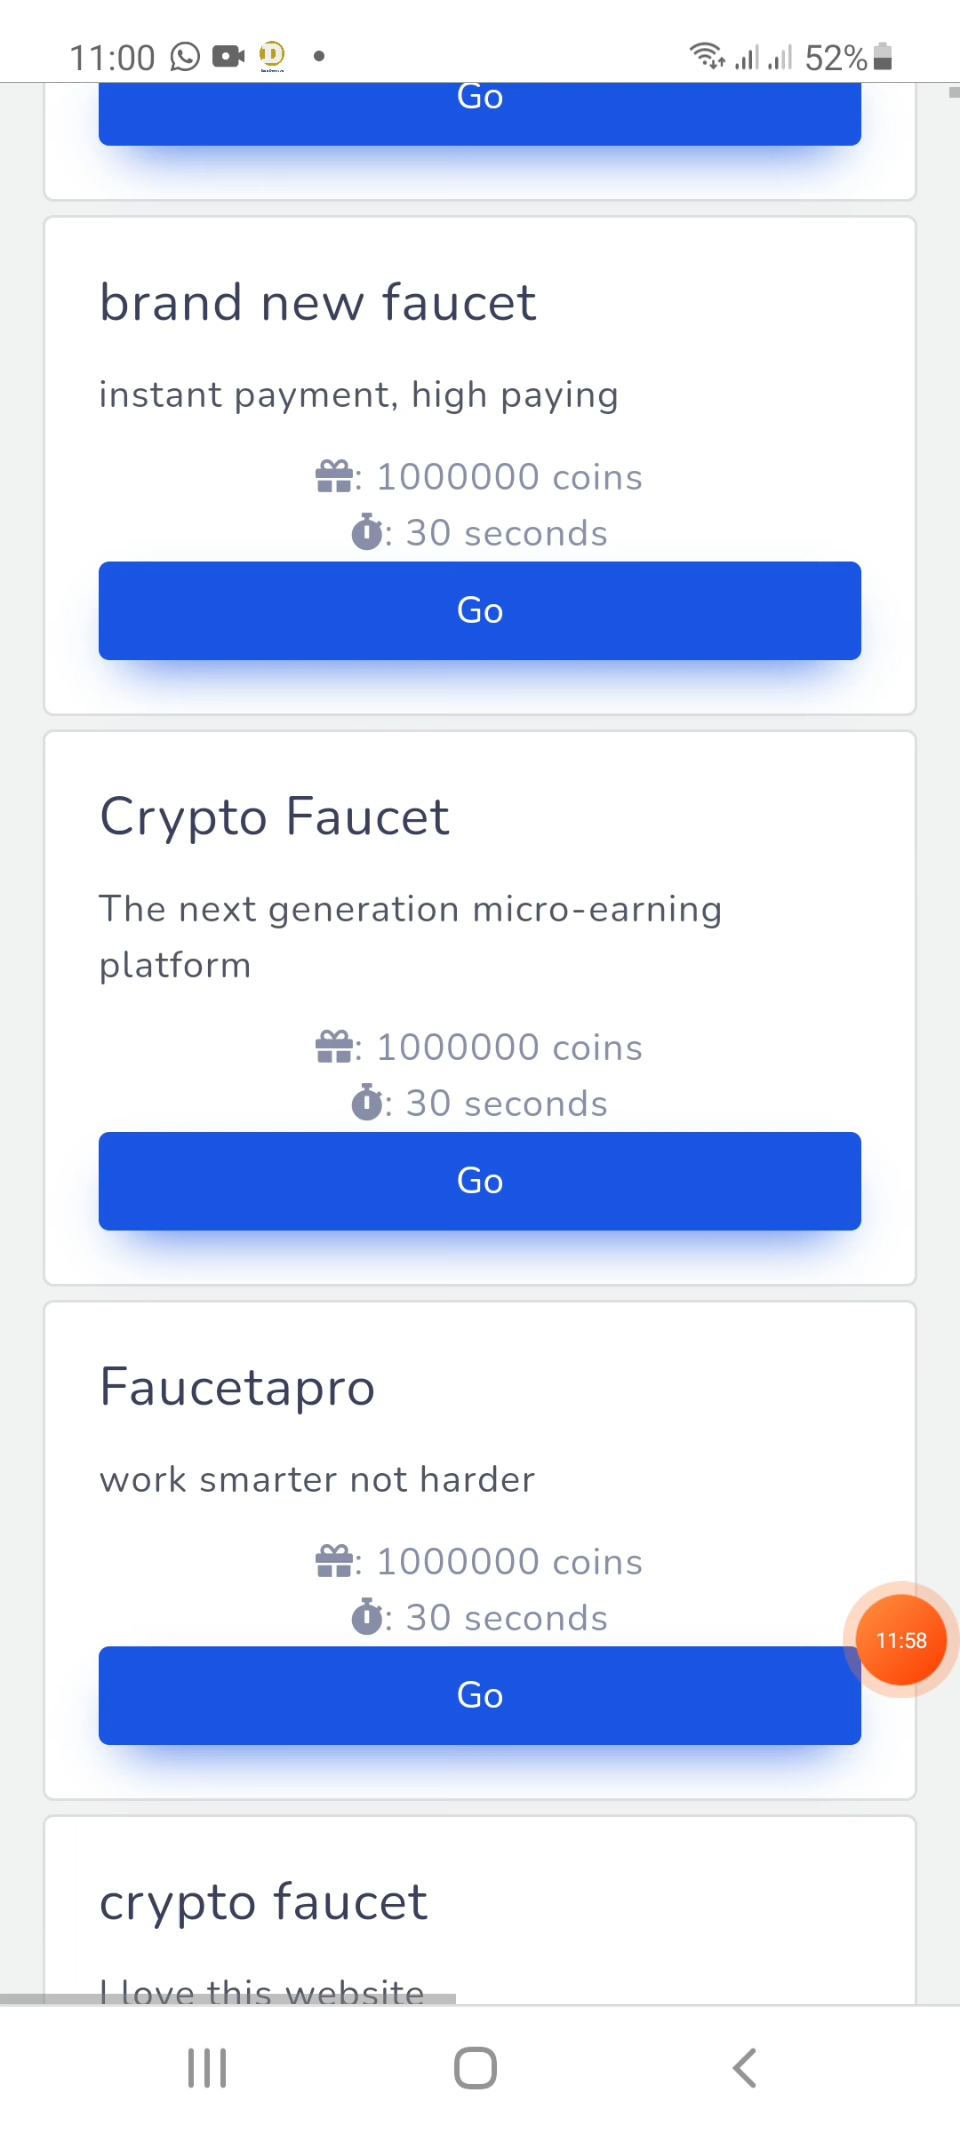 11:00
52%
Go
brand new faucet
instant payment, high paying
: 1000000 coins
: 30 seconds
Go
Crypto Faucet
The next generation micro-earning
platform
: 1000000 coins
: 30 seconds
Go
Faucetapro
work smarter not harder
: 1000000 coins
: 30 seconds
11:58
Go
crypto faucet
I love this website